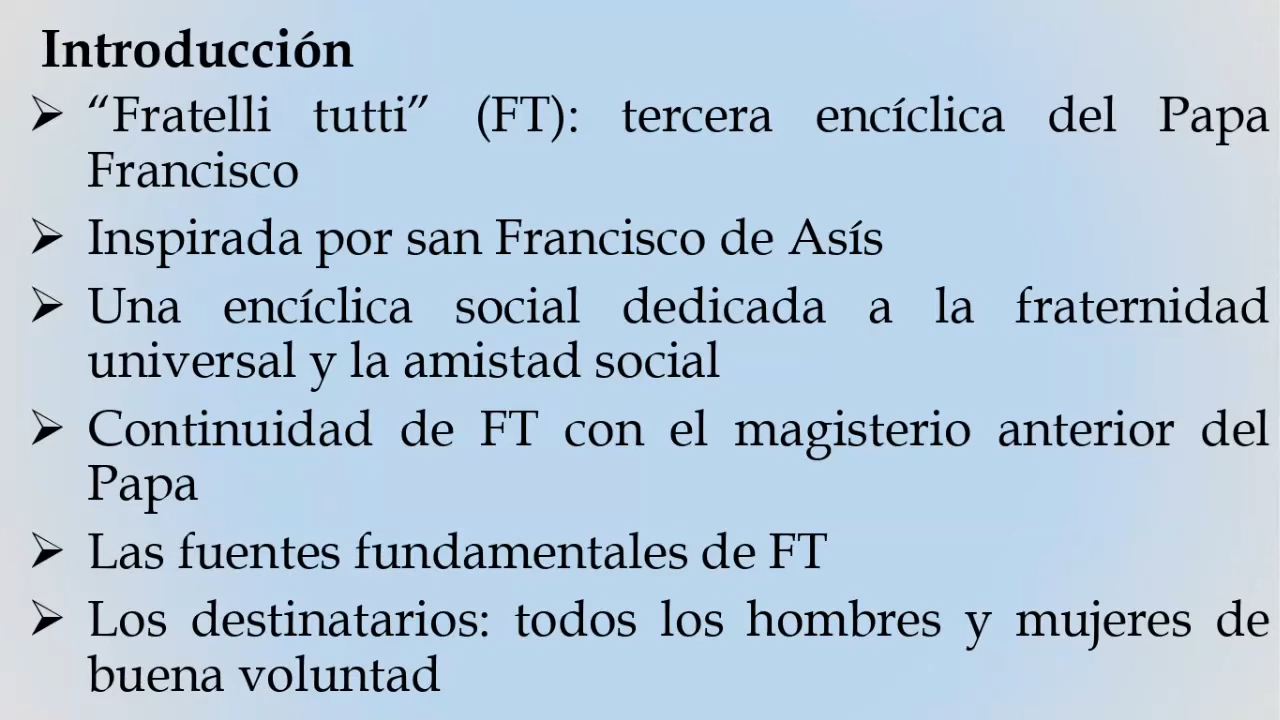 Introducción
➢ “Fratelli tutti” (FT): tercera encíclica del Papa
Francisco
➢ Inspirada por san Francisco de Asís
➢ Una encíclica social dedicada a la fraternidad
universal y la amistad social
➢ Continuidad de FT con el magisterio anterior del
Papa
➢ Las fuentes fundamentales de FT
➢ Los destinatarios: todos los hombres y mujeres de
buena voluntad